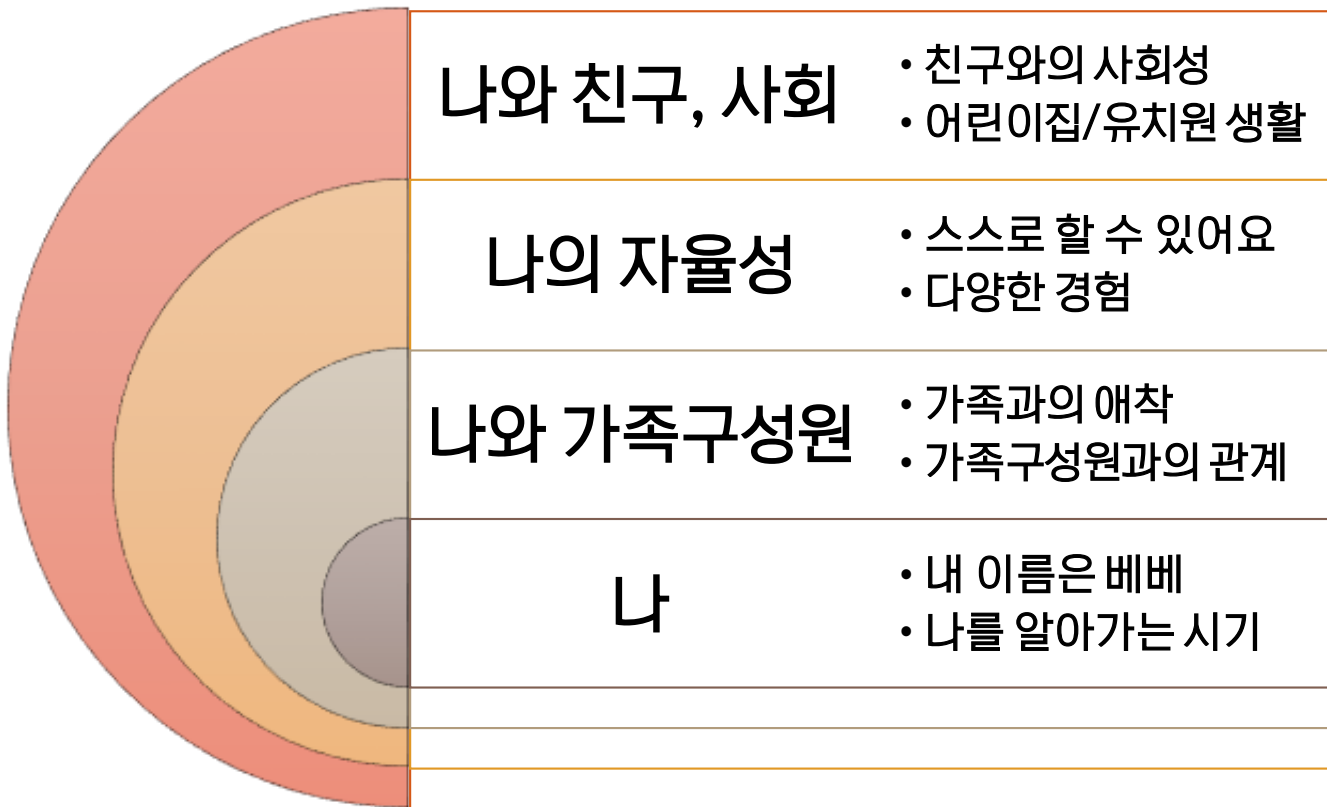 나와 친구, 사회
• 친구와의 사회성
• 어린이집/유치원 생활
나의 자율성
• 스스로 할 수 있어요
• 다양한 경험
나와 가족구성원
• 가족과의 애착
• 가족구성원과의 관계
나
• 내 이름은 베베
• 나를 알아가는 시기